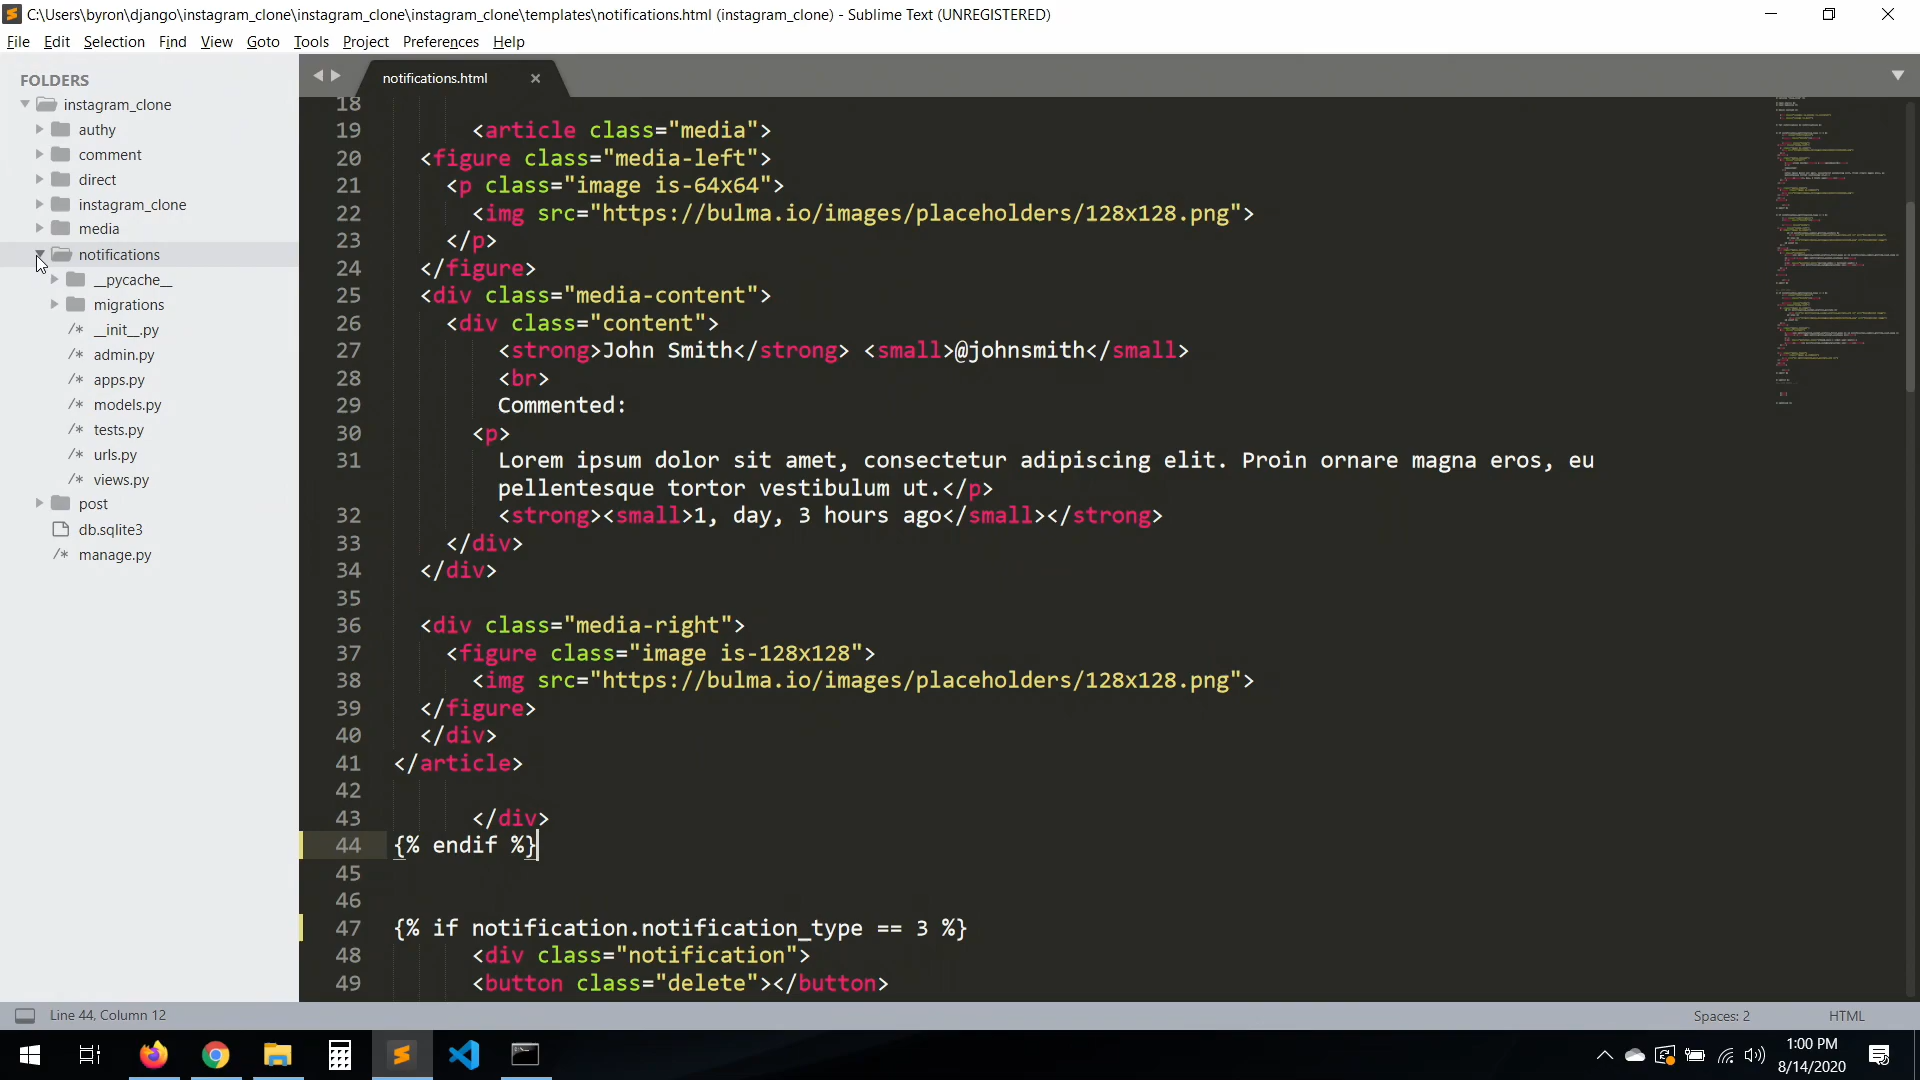 C:\Users\byron\django\instagram_clone\instagram_clone\instagram_clone\templates\notifications.html (instagram_clone) - Sublime Text (UNREGISTERED)
File Edit Selection Find View Goto Tools Project Preferences Help
FOLDERS
instagram_clone
authy
comment
direct
instagram_clone
media
notifications
__pycache__
migrations
/* __init__.py
/* admin.py
/* apps.py
/* models.py
/* tests.py
/* urls.py
/* views.py
post
db.sqlite3
/* manage.py
notifications.html
18
19 <article class="media">
20 <figure class="media-left">
21 <p class="image is-64x64">
22 <img src="https://bulma.io/images/placeholders/128x128.png">
23 </p>
24 </figure>
25 <div class="media-content">
26 <div class="content">
27 <strong>John Smith</strong> <small>@johnsmith</small>
28 <br>
29 Commented:
30 <p>
31 Lorem ipsum dolor sit amet, consectetur adipiscing elit. Proin ornare magna eros, eu
pellentesque tortor vestibulum ut.</p>
32 <strong><small>1, day, 3 hours ago</small></strong>
33 </div>
34 </div>
35
36 <div class="media-right">
37 <figure class="image is-128x128">
38 <img src="https://bulma.io/images/placeholders/128x128.png">
39 </figure>
40 </div>
41 </article>
42
43 </div>
44 {% endif %}
45
46
47 {% if notification.notification_type == 3 %}
48 <div class="notification">
49 <button class="delete"></button>
Line 44, Column 12
Spaces: 2
HTML
1:00 PM
8/14/2020